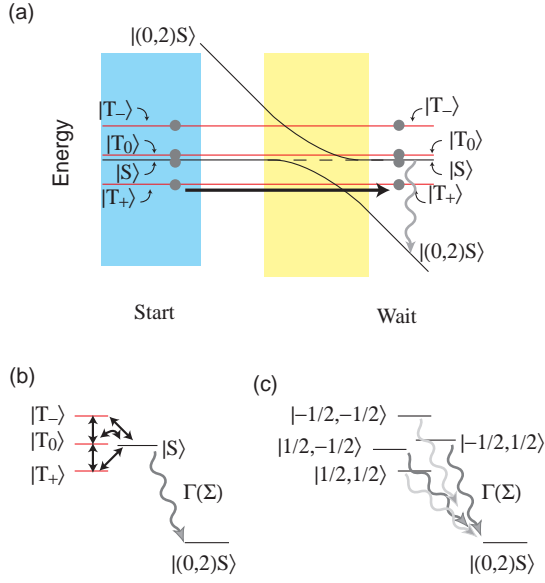 (a)
|(0,2)S⟩
|T₋⟩
|T₀⟩
|S⟩
|T₊⟩
Energy
|T₋⟩
|T₀⟩
|S⟩
|T₊⟩
|(0,2)S⟩
Start
Wait
(b)
|T₋⟩
|T₀⟩
|T₊⟩
|S⟩
Γ(Σ)
|(0,2)S⟩
(c)
|−1/2,−1/2⟩
|1/2,−1/2⟩
|−1/2,1/2⟩
|1/2,1/2⟩
Γ(Σ)
|(0,2)S⟩